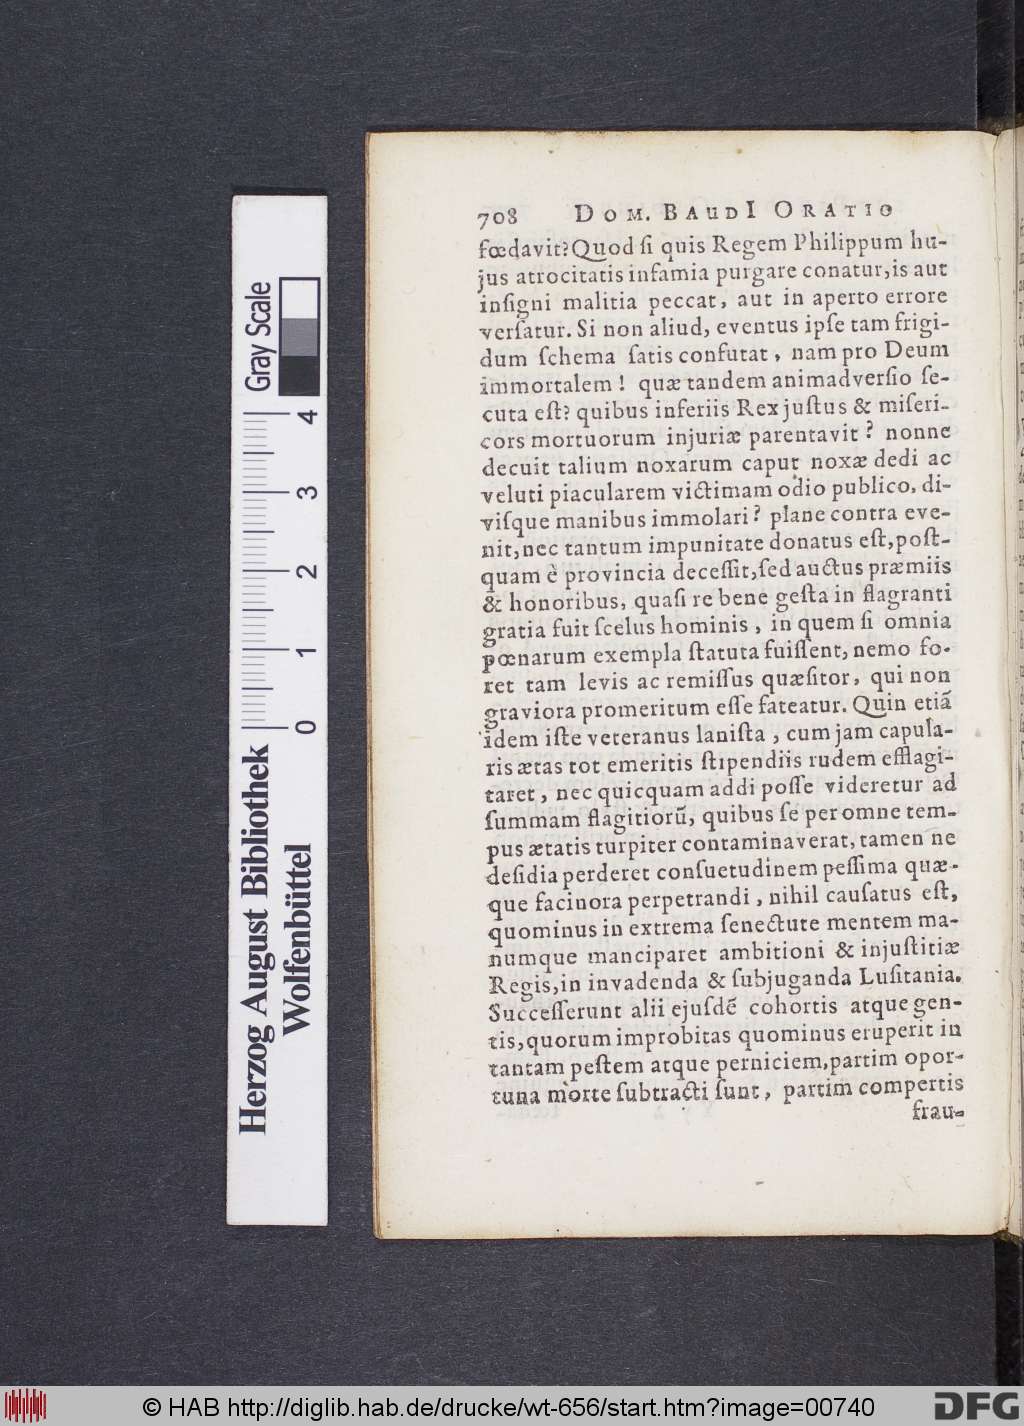 708 DOM. BAUDI ORATIO
fœdavit? Quod ſi quis Regem Philippum hu-
jus atrocitatis infamia purgare conatur, is aut
inſigni malitia peccat, aut in aperto errore
verſatur. Si non aliud, eventus ipſe tam frigi-
dum ſchema ſatis confutat, nam pro Deum
immortalem! quæ tandem animadverſio ſe-
cuta eſt? quibus inferiis Rex juſtus & miſeri-
cors mortuorum injuriæ parentavit? nonne
decuit talium noxarum caput noxæ dedi ac
veluti piacularem victimam odio publico, di-
viſque manibus immolari? plane contra eve-
nit, nec tantum impunitate donatus eſt, poſt-
quam è provincia deceſſit, ſed auctus præmiis
& honoribus, quaſi re bene geſta in flagranti
gratia fuit ſcelus hominis, in quem ſi omnia
pœnarum exempla ſtatuta fuiſſent, nemo fo-
ret tam levis ac remiſſus quæſitor, qui non
graviora promeritum eſſe fateatur. Quin etiã
idem iſte veteranus laniſta, cum jam capula-
ris ætas tot emeritis ſtipendiis rudem efflagi-
taret, nec quicquam addi poſſe videretur ad
ſummam flagitiorũ, quibus ſe per omne tem-
pus ætatis turpiter contaminaverat, tamen ne
deſidia perderet conſuetudinem peſſima quæ-
que facinora perpetrandi, nihil cauſatus eſt,
quominus in extrema ſenectute mentem ma-
numque manciparet ambitioni & injuſtitiæ
Regis, in invadenda & ſubjuganda Luſitania.
Succeſſerunt alii ejuſdẽ cohortis atque gen-
tis, quorum improbitas quominus eruperit in
tantam peſtem atque perniciem, partim opor-
tuna morte ſubtracti ſunt, partim compertis
frau-
Herzog August Bibliothek
Wolfenbüttel
0 1 2 3 4
Gray Scale
© HAB http://diglib.hab.de/drucke/wt-656/start.htm?image=00740
DFG